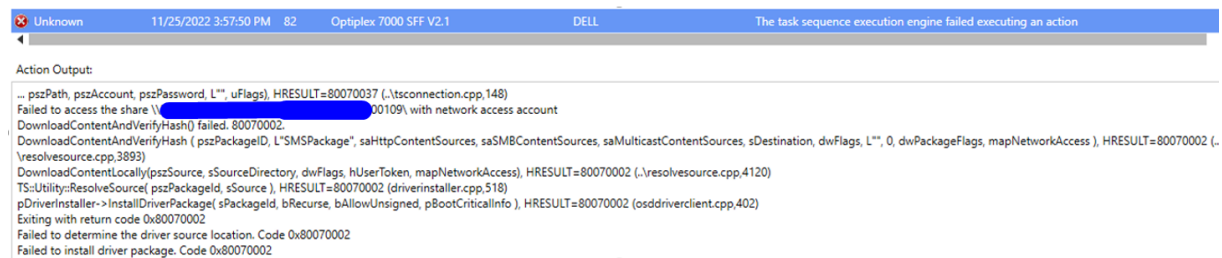 Unknown 11/25/2022 3:57:50 PM 82 Optiplex 7000 SFF V2.1 DELL The task sequence execution engine failed executing an action
Action Output:
... pszPath, pszAccount, pszPassword, L"", uFlags), HRESULT=80070037 (..\tsconnection.cpp,148)
Failed to access the share \\ 00109\ with network access account
DownloadContentAndVerifyHash() failed. 80070002.
DownloadContentAndVerifyHash ( pszPackageID, L"SMSPackage", saHttpContentSources, saSMBContentSources, saMulticastContentSources, sDestination, dwFlags, L"", 0, dwPackageFlags, mapNetworkAccess ), HRESULT=80070002 (..
\resolvesource.cpp,3893)
DownloadContentLocally(pszSource, sSourceDirectory, dwFlags, hUserToken, mapNetworkAccess), HRESULT=80070002 (..\resolvesource.cpp,4120)
TS::Utility::ResolveSource( pszPackageId, sSource ), HRESULT=80070002 (driverinstaller.cpp,518)
pDriverInstaller->InstallDriverPackage( sPackageId, bRecurse, bAllowUnsigned, pBootCriticalInfo ), HRESULT=80070002 (osddriverclient.cpp,402)
Exiting with return code 0x80070002
Failed to determine the driver source location. Code 0x80070002
Failed to install driver package. Code 0x80070002